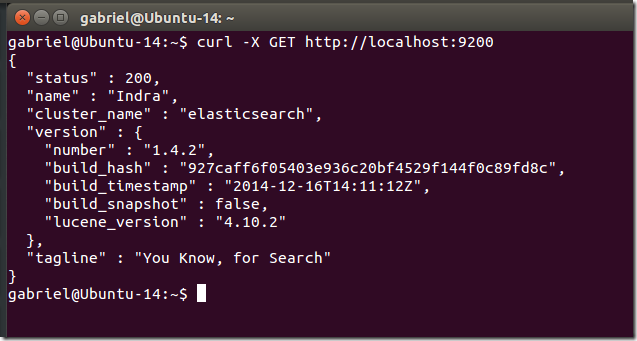 gabriel@Ubuntu-14: ~
gabriel@Ubuntu-14:~$ curl -X GET http://localhost:9200
{
  "status" : 200,
  "name" : "Indra",
  "cluster_name" : "elasticsearch",
  "version" : {
    "number" : "1.4.2",
    "build_hash" : "927caff6f05403e936c20bf4529f144f0c89fd8c",
    "build_timestamp" : "2014-12-16T14:11:12Z",
    "build_snapshot" : false,
    "lucene_version" : "4.10.2"
  },
  "tagline" : "You Know, for Search"
}
gabriel@Ubuntu-14:~$